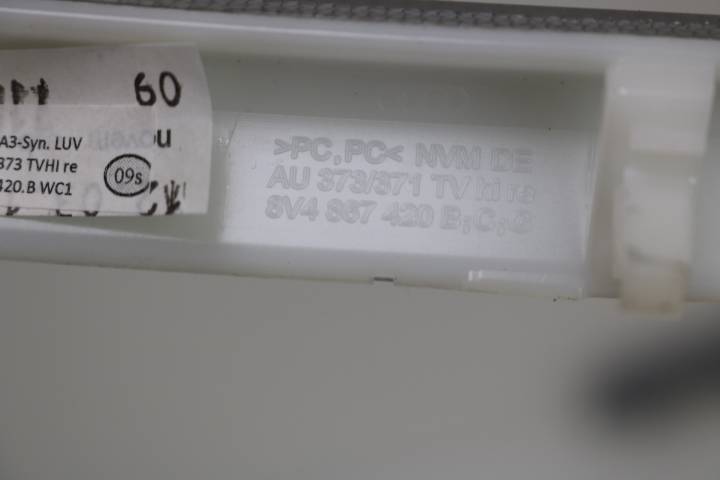 60
A3-Syn. LUV
373 TVHI re
09s
420.B WC1
>PC,PC< NVM DE
AU 373/371 TV hi re
8V4 867 420 B,C,